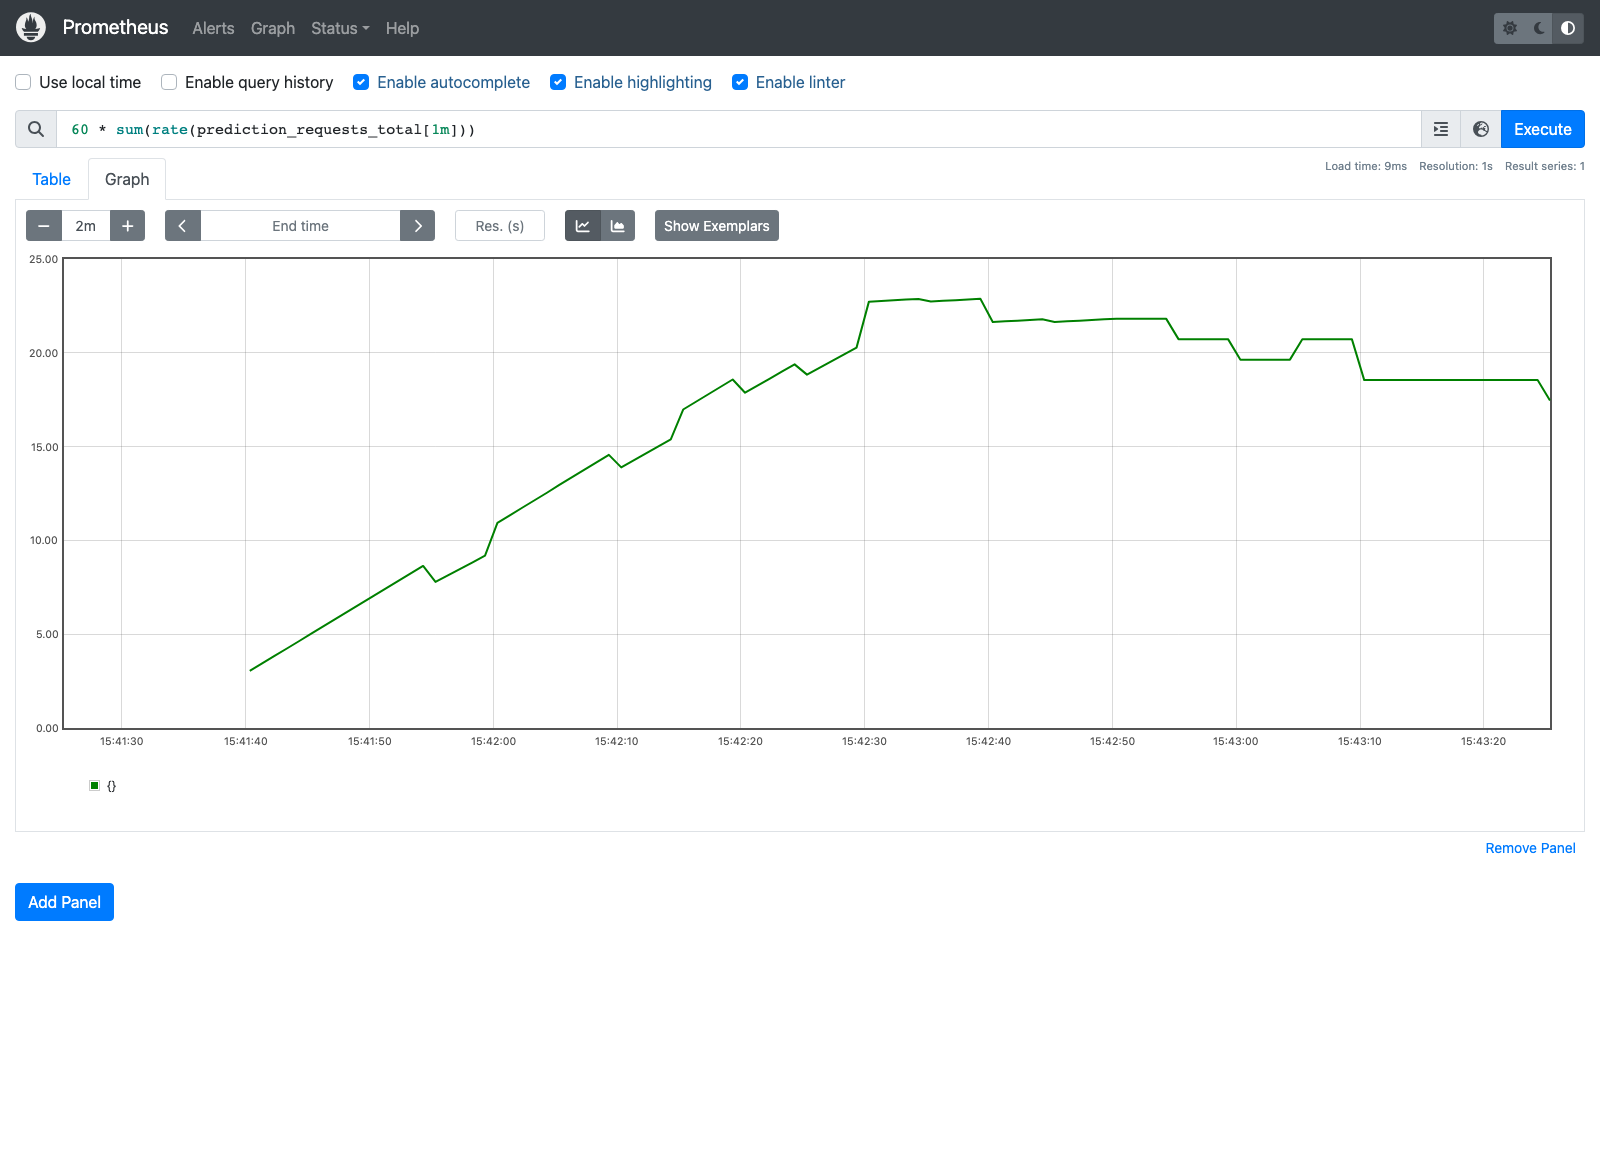 Prometheus Alerts Graph Status Help
Use local time Enable query history Enable autocomplete Enable highlighting Enable linter
60 * sum(rate(prediction_requests_total[1m])) Execute
Load time: 9ms Resolution: 1s Result series: 1
Table Graph
2m End time Res. (s) Show Exemplars
25.00
20.00
15.00
10.00
5.00
0.00
15:41:30 15:41:40 15:41:50 15:42:00 15:42:10 15:42:20 15:42:30 15:42:40 15:42:50 15:43:00 15:43:10 15:43:20
{}
Remove Panel
Add Panel